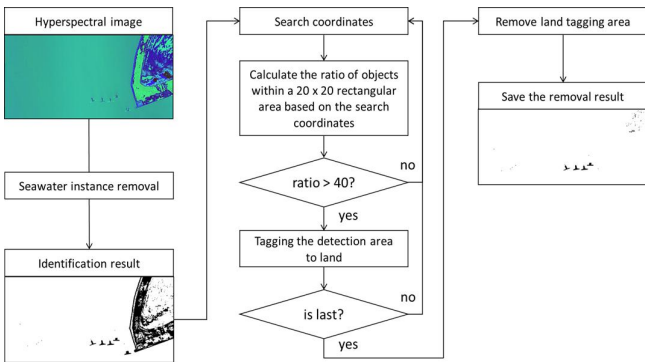 Hyperspectral image
Seawater instance removal
Identification result
Search coordinates
Calculate the ratio of objects
within a 20 x 20 rectangular
area based on the search
coordinates
ratio > 40?
no
yes
Tagging the detection area
to land
is last?
no
yes
Remove land tagging area
Save the removal result